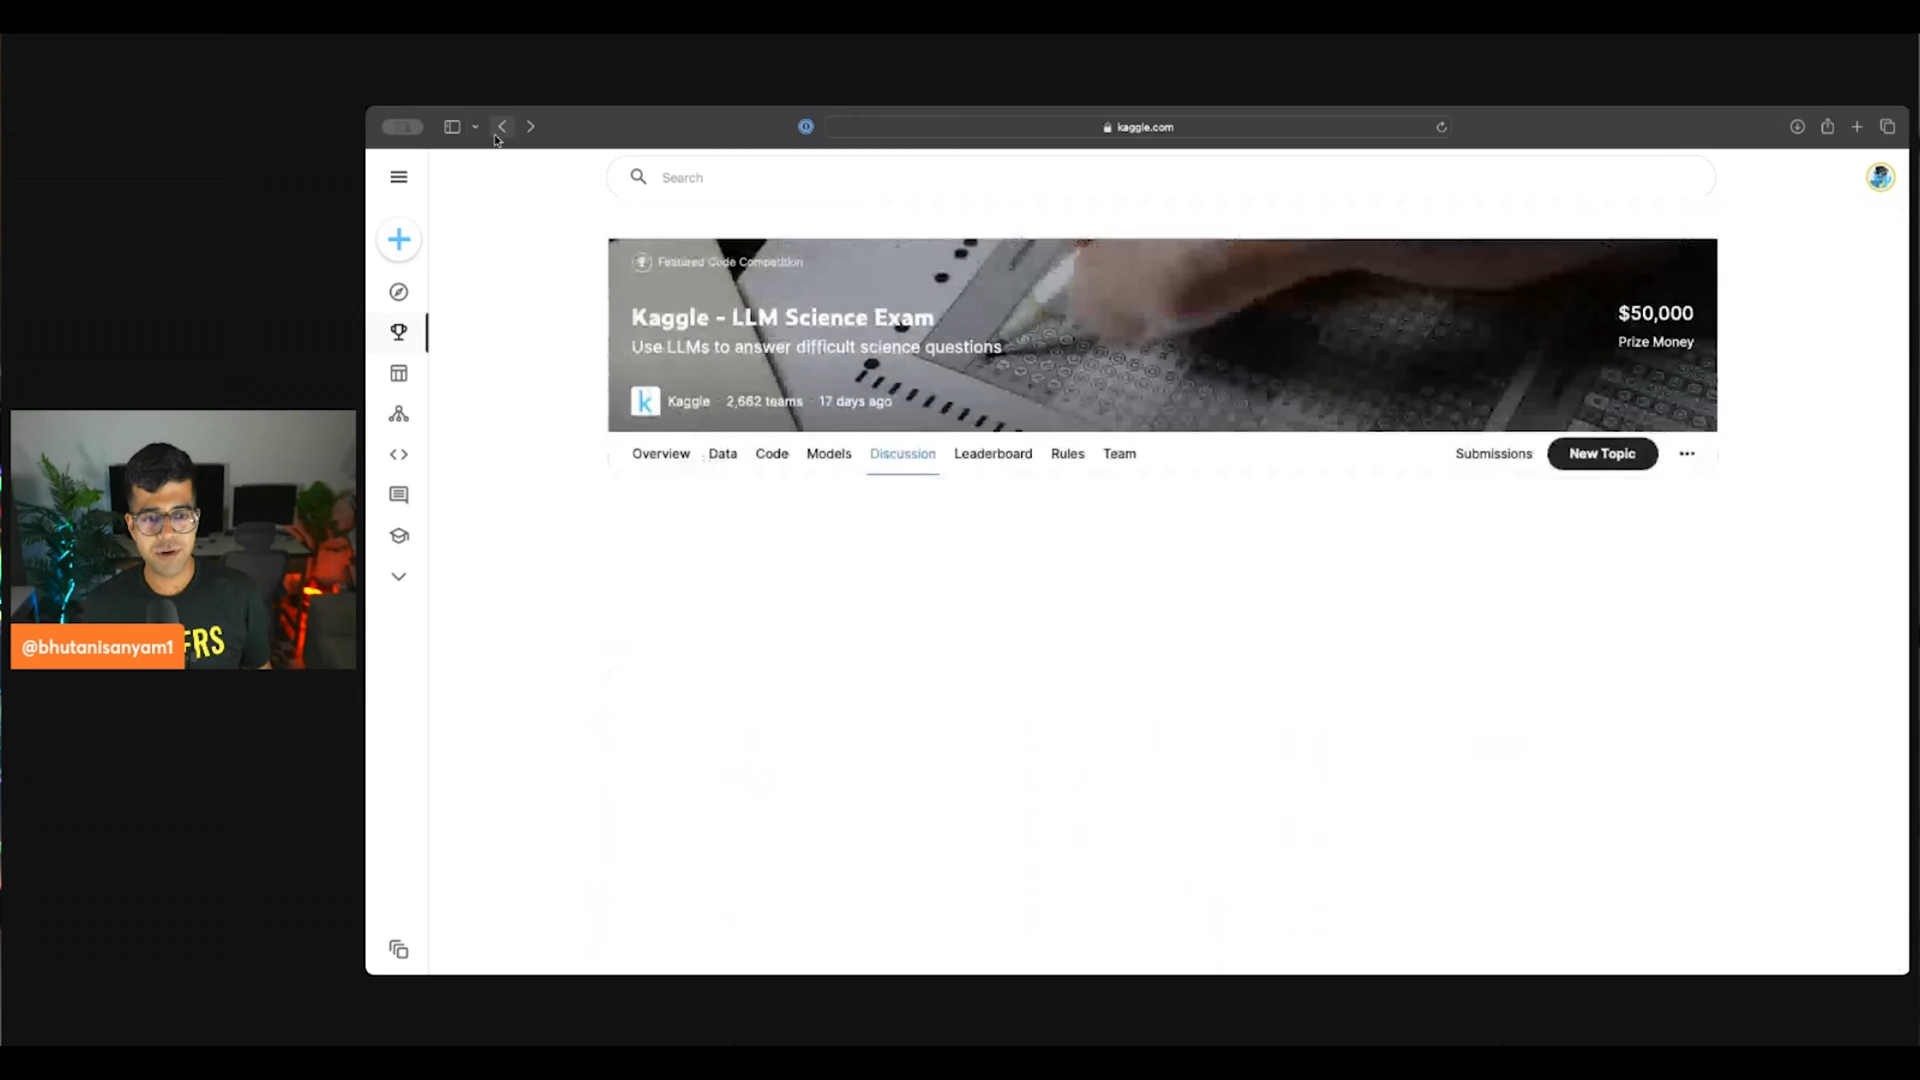 kaggle.com
Search
Featured Code Competition
Kaggle - LLM Science Exam
Use LLMs to answer difficult science questions
$50,000
Prize Money
k
Kaggle · 2,662 teams · 17 days ago
Overview Data Code Models Discussion Leaderboard Rules Team Submissions New Topic
FRS
@bhutanisanyam1